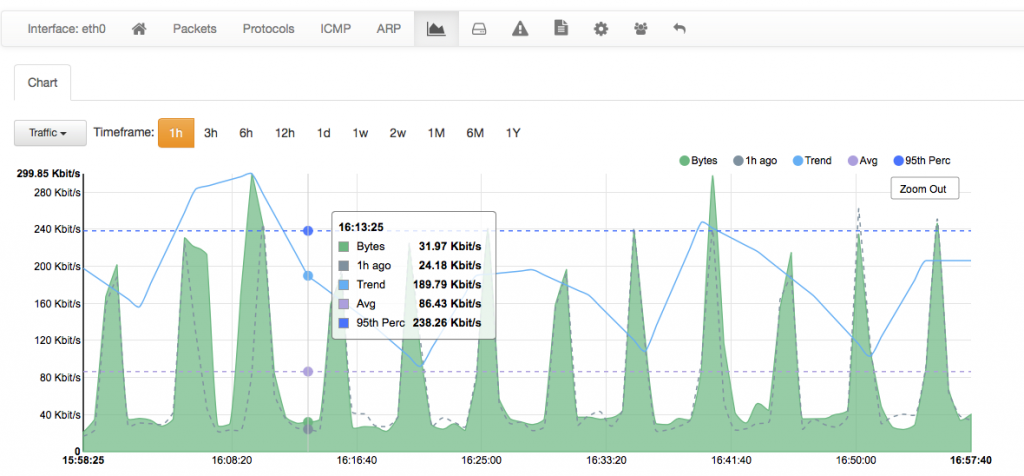 Interface: eth0 Packets Protocols ICMP ARP
Chart
Traffic Timeframe: 1h 3h 6h 12h 1d 1w 2w 1M 6M 1Y
Bytes 1h ago Trend Avg 95th Perc
Zoom Out
299.85 Kbit/s
280 Kbit/s
240 Kbit/s
200 Kbit/s
160 Kbit/s
120 Kbit/s
80 Kbit/s
40 Kbit/s
0
16:13:25
Bytes 31.97 Kbit/s
1h ago 24.18 Kbit/s
Trend 189.79 Kbit/s
Avg 86.43 Kbit/s
95th Perc 238.26 Kbit/s
15:58:25 16:08:20 16:16:40 16:25:00 16:33:20 16:41:40 16:50:00 16:57:40